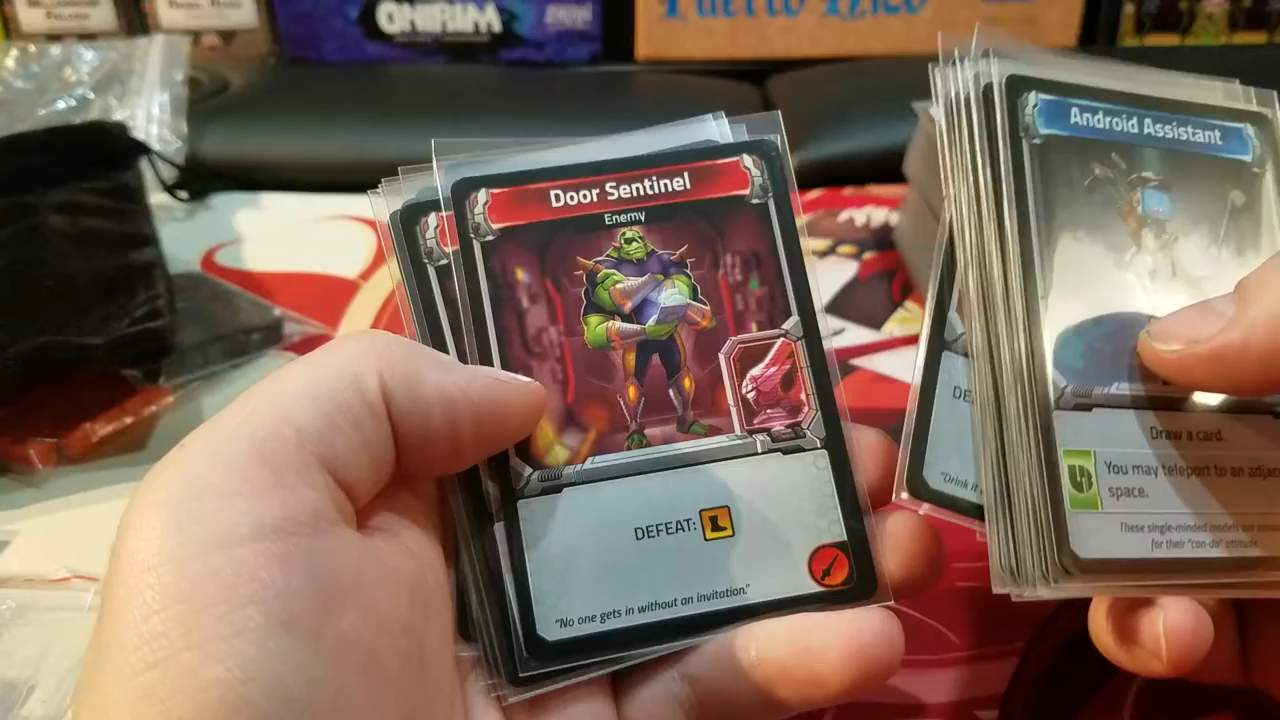 ONIRIM
Puerto Rico
Door Sentinel
Enemy
DEFEAT:
"No one gets in without an invitation."
Android Assistant
Draw a card.
You may teleport to an
space.
These single-minded models are
for their "can-do" attitude.
"Drink it